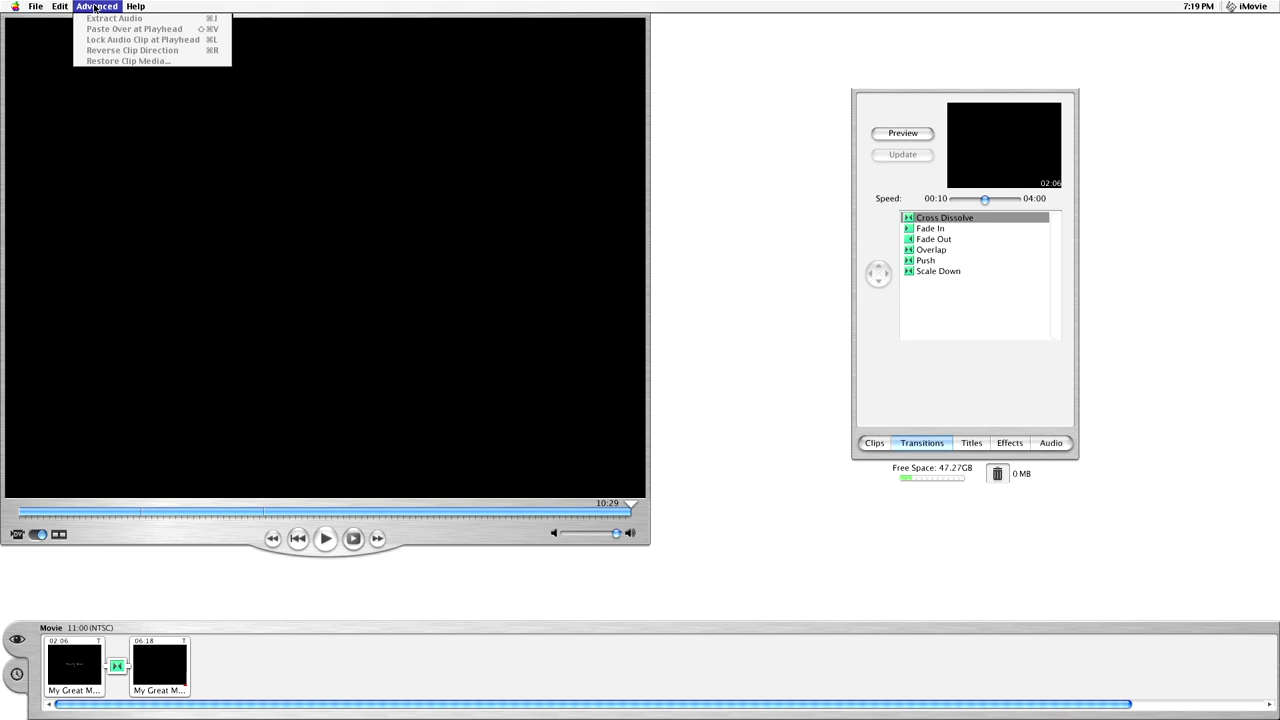 File Edit Advanced Help 7:19 PM iMovie
Extract Audio ⌘J
Paste Over at Playhead ⇧⌘V
Lock Audio Clip at Playhead ⌘L
Reverse Clip Direction ⌘R
Restore Clip Media...
Preview
Update
02:06
Speed: 00:10 04:00
Cross Dissolve
Fade In
Fade Out
Overlap
Push
Scale Down
Clips Transitions Titles Effects Audio
Free Space: 47.27GB 0 MB
10:29
Movie 11:00 (NTSC)
02:06 T 06:18 T
My Great M... My Great M...